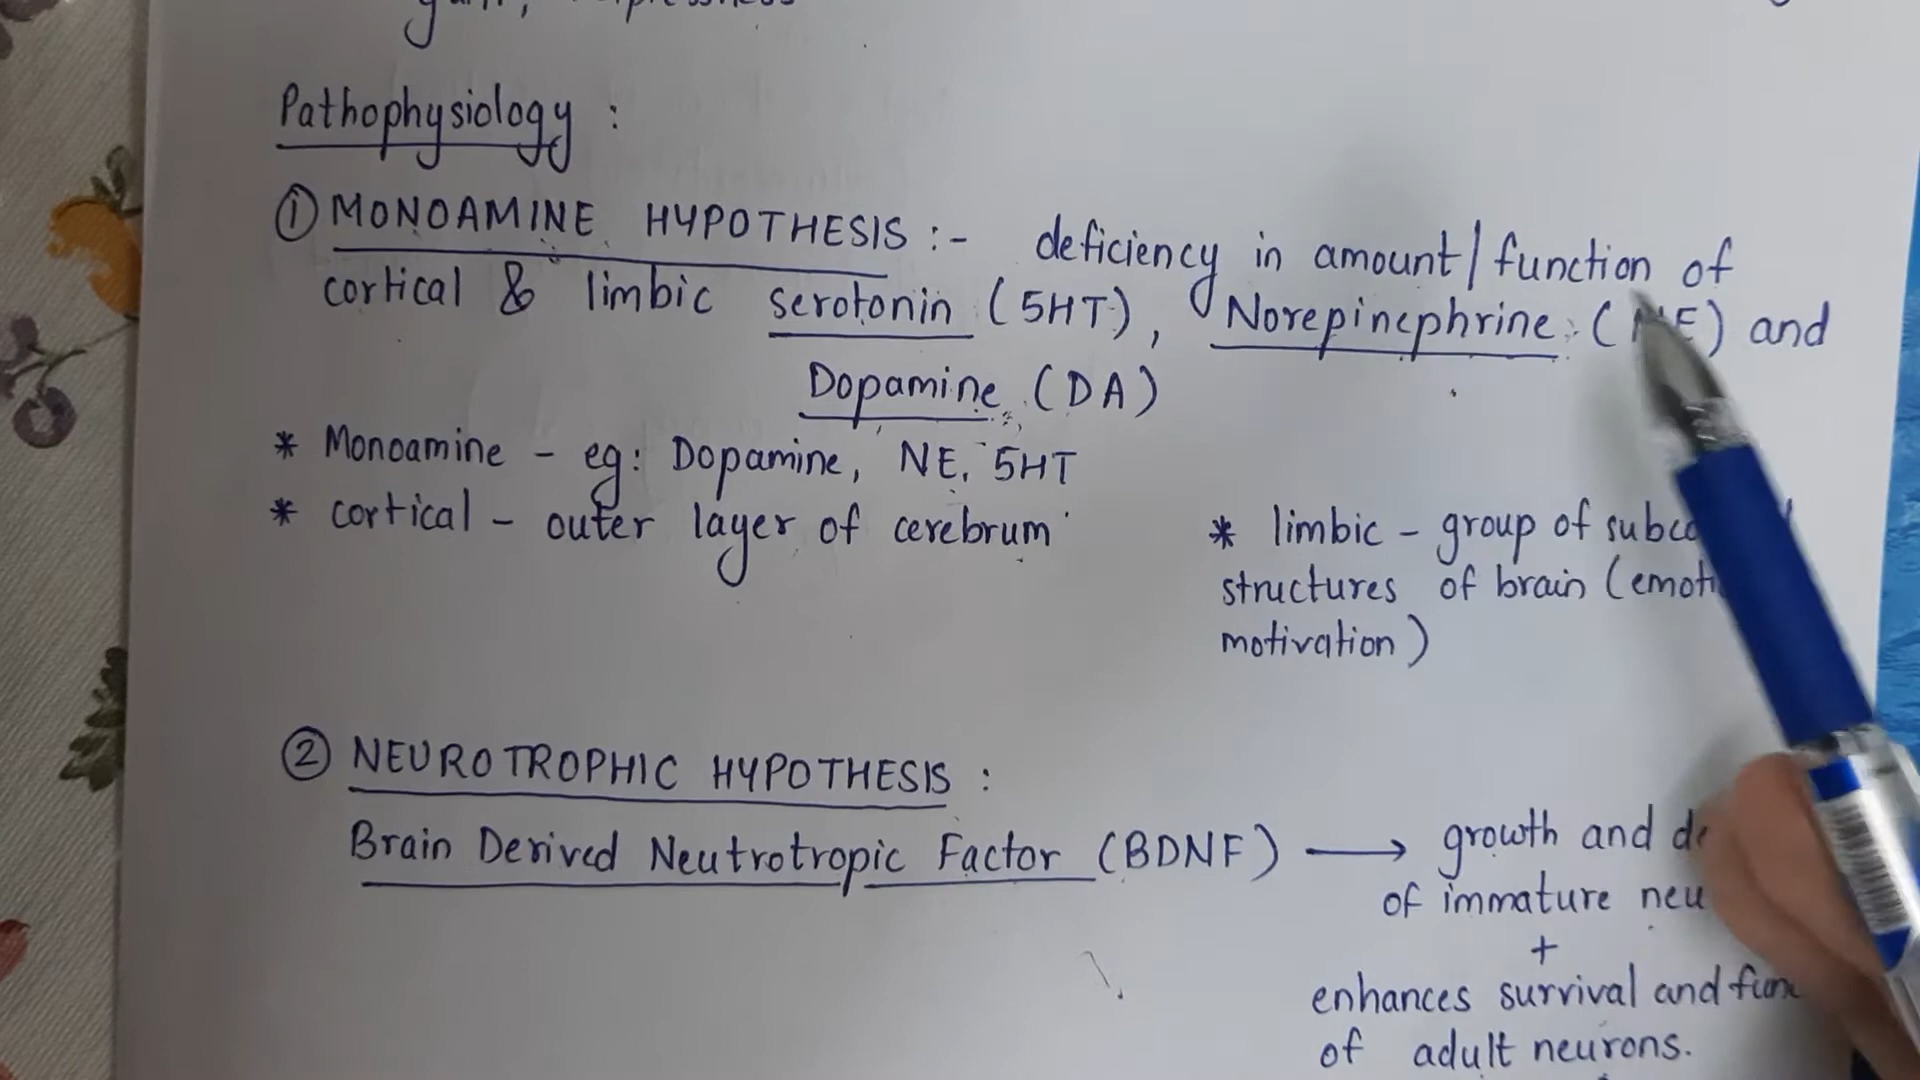 Pathophysiology :
① MONOAMINE HYPOTHESIS :- deficiency in amount/function of
cortical & limbic serotonin (5HT), Norepinephrine (NE) and
Dopamine (DA)
* Monoamine - eg: Dopamine, NE, 5HT
* cortical - outer layer of cerebrum
* limbic - group of
structures of brain
motivation)
② NEUROTROPHIC HYPOTHESIS :
Brain Derived Neutrotropic Factor (BDNF) → growth and
of immature
+
enhances survival and
of adult neurons.